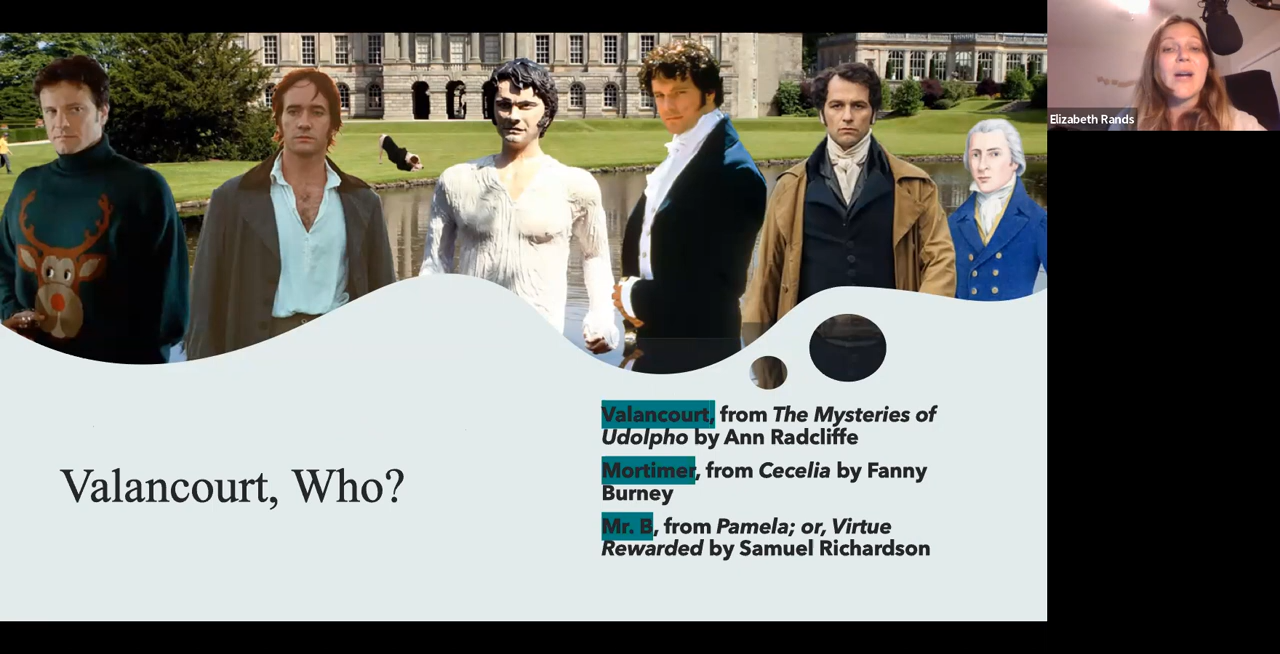 Elizabeth Rands
Valancourt, Who?
Valancourt, from The Mysteries of
Udolpho by Ann Radcliffe
Mortimer, from Cecelia by Fanny
Burney
Mr. B, from Pamela; or, Virtue
Rewarded by Samuel Richardson